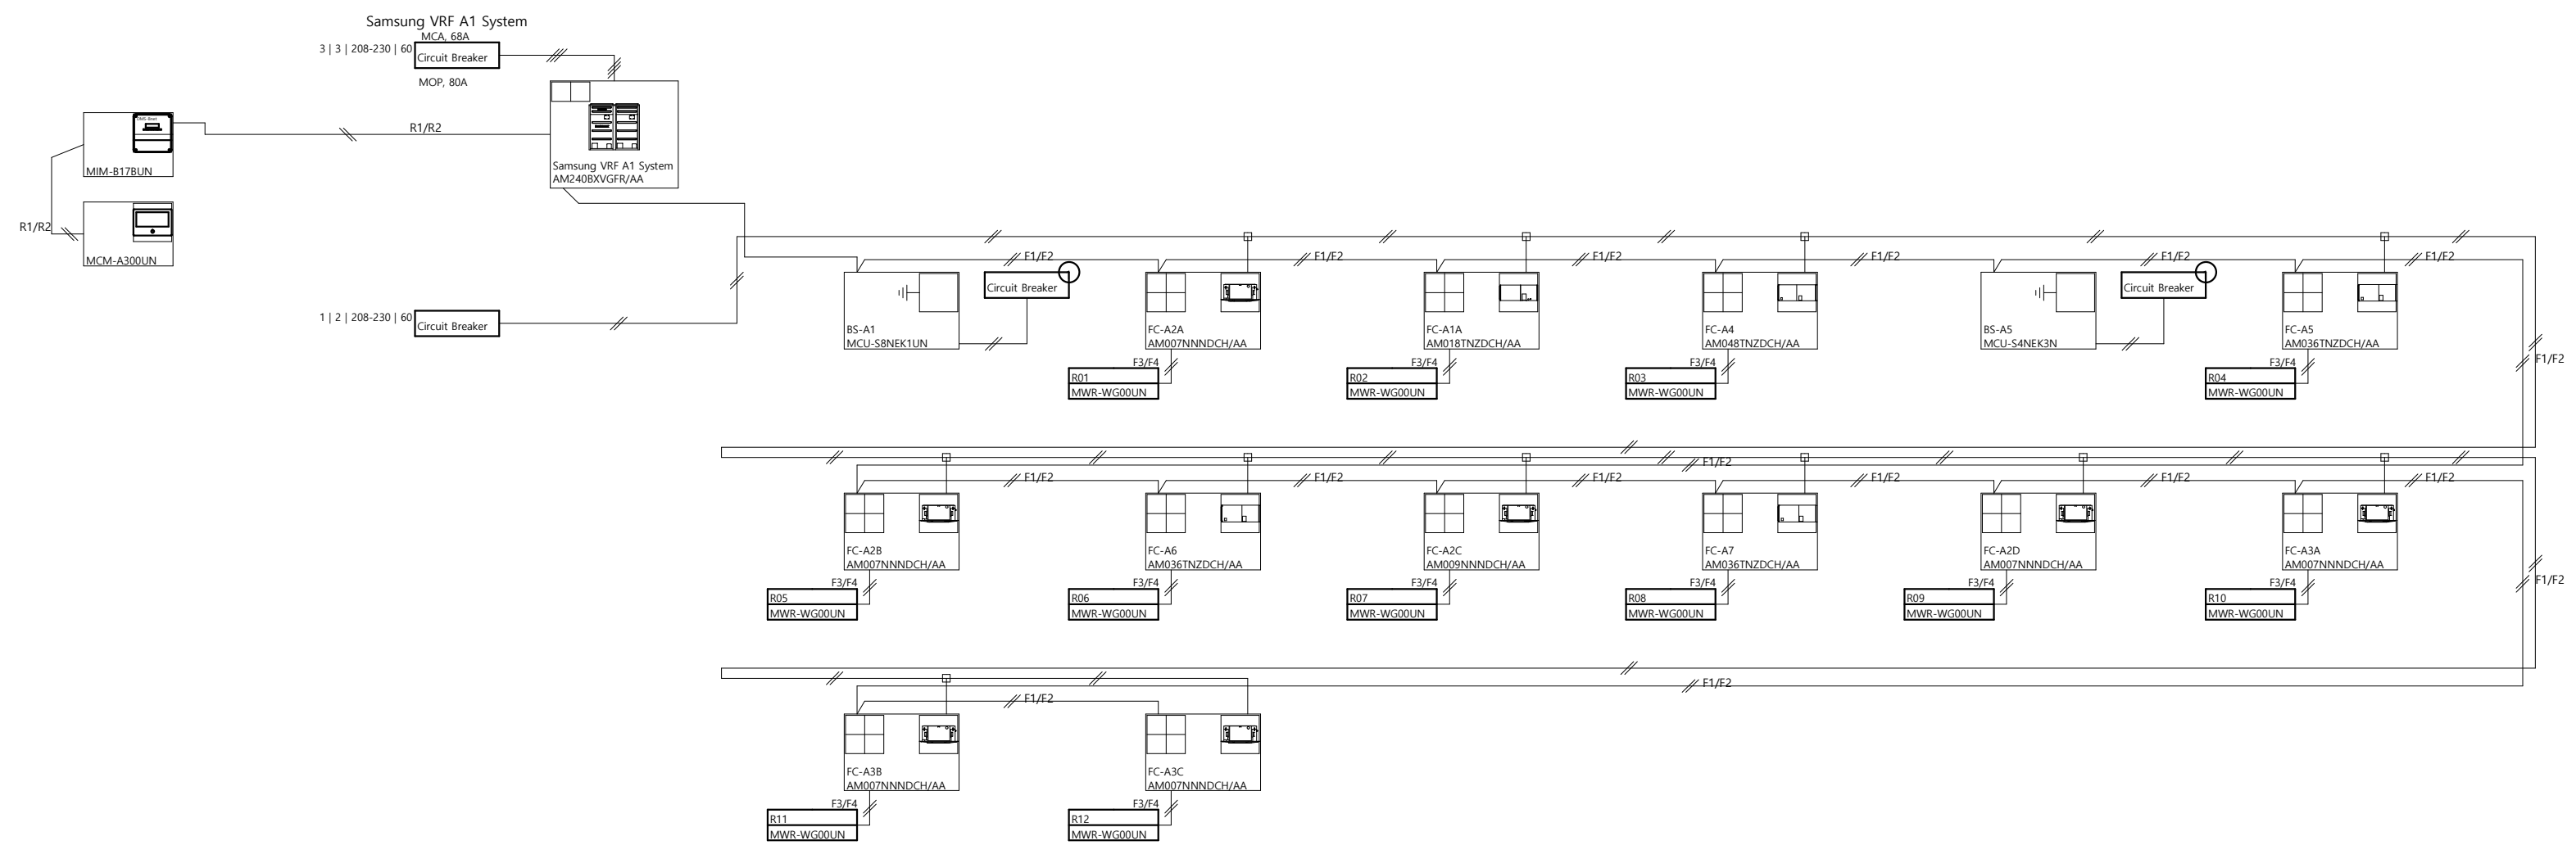 Samsung VRF A1 System
MCA, 68A
3 | 3 | 208-230 | 60
Circuit Breaker
MOP, 80A
R1/R2
MIM-B17BUN
Samsung VRF A1 System
AM240BXVGFR/AA
R1/R2
MCM-A300UN
1 | 2 | 208-230 | 60
Circuit Breaker
F1/F2
F1/F2
F1/F2
F1/F2
F1/F2
F1/F2
BS-A1
MCU-S8NEK1UN
Circuit Breaker
FC-A2A
AM007NNNDCH/AA
FC-A1A
AM018TNZDCH/AA
FC-A4
AM048TNZDCH/AA
BS-A5
MCU-S4NEK3N
Circuit Breaker
FC-A5
AM036TNZDCH/AA
F1/F2
F3/F4
R01
MWR-WG00UN
F3/F4
R02
MWR-WG00UN
F3/F4
R03
MWR-WG00UN
F3/F4
R04
MWR-WG00UN
F1/F2
F1/F2
F1/F2
F1/F2
F1/F2
F1/F2
F1/F2
FC-A2B
AM007NNNDCH/AA
FC-A6
AM036TNZDCH/AA
FC-A2C
AM009NNNDCH/AA
FC-A7
AM036TNZDCH/AA
FC-A2D
AM007NNNDCH/AA
FC-A3A
AM007NNNDCH/AA
F1/F2
F3/F4
R05
MWR-WG00UN
F3/F4
R06
MWR-WG00UN
F3/F4
R07
MWR-WG00UN
F3/F4
R08
MWR-WG00UN
F3/F4
R09
MWR-WG00UN
F3/F4
R10
MWR-WG00UN
F1/F2
F1/F2
FC-A3B
AM007NNNDCH/AA
FC-A3C
AM007NNNDCH/AA
F3/F4
R11
MWR-WG00UN
F3/F4
R12
MWR-WG00UN